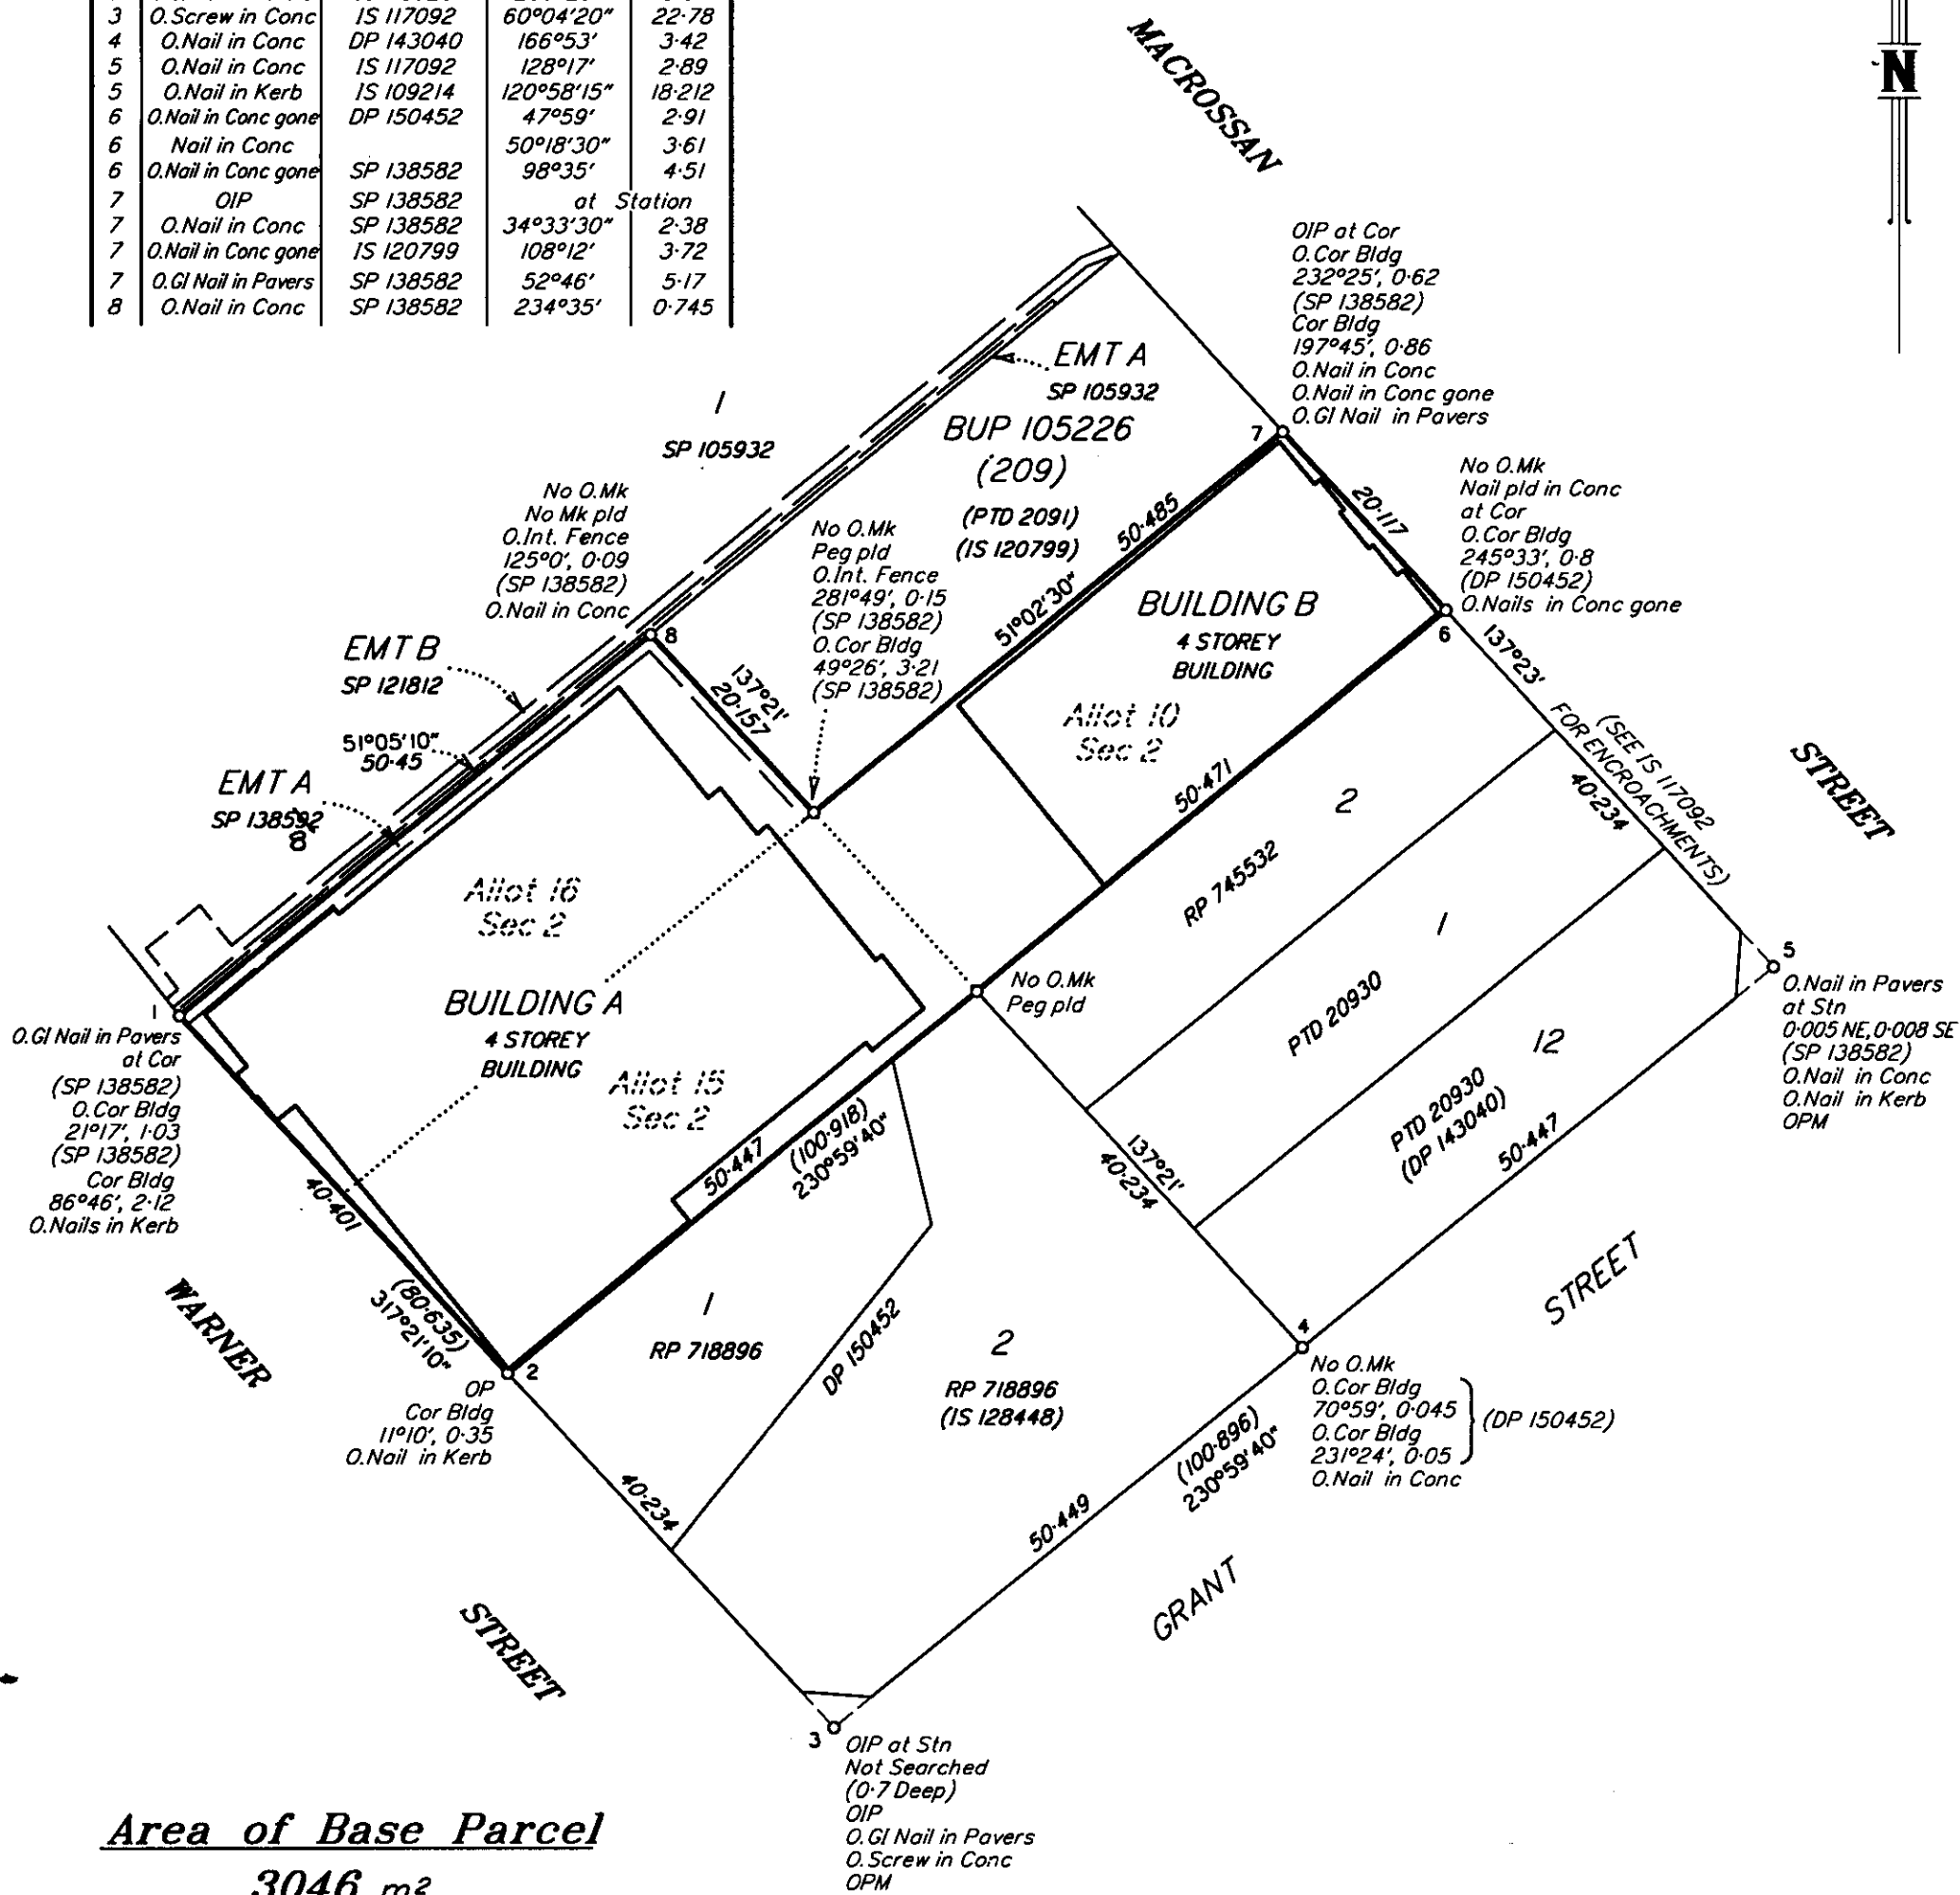 3 O.Screw in Conc IS 117092 60°04'20" 22·78
4 O.Nail in Conc DP 143040 166°53' 3·42
5 O.Nail in Conc IS 117092 128°17' 2·89
5 O.Nail in Kerb IS 109214 120°58'15" 18·212
6 O.Nail in Conc gone DP 150452 47°59' 2·91
6 Nail in Conc 50°18'30" 3·61
6 O.Nail in Conc gone SP 138582 98°35' 4·51
7 OIP SP 138582 at Station
7 O.Nail in Conc SP 138582 34°33'30" 2·38
7 O.Nail in Conc gone IS 120799 108°12' 3·72
7 O.GI Nail in Pavers SP 138582 52°46' 5·17
8 O.Nail in Conc SP 138582 234°35' 0·745
MACROSSAN
N
OIP at Cor
O.Cor Bldg
232°25', 0·62
(SP 138582)
Cor Bldg
197°45', 0·86
O.Nail in Conc
O.Nail in Conc gone
O.GI Nail in Pavers
EMT A
SP 105932
1
SP 105932
BUP 105226
(209)
(PTD 2091)
(IS 120799)
7
20·117
No O.Mk
Nail pld in Conc
at Cor
O.Cor Bldg
245°33', 0·8
(DP 150452)
O.Nails in Conc gone
6
No O.Mk
No Mk pld
O.Int. Fence
125°0', 0·09
(SP 138582)
O.Nail in Conc
8
No O.Mk
Peg pld
O.Int. Fence
281°49', 0·15
(SP 138582)
O.Cor Bldg
49°26', 3·21
(SP 138582)
50·485
51°02'30"
BUILDING B
4 STOREY
BUILDING
Allot 10
Sec 2
137°23'
(SEE IS 117092
FOR ENCROACHMENTS)
40·234
STREET
EMT B
SP 121812
137°21'
20·157
51°05'10"
50·45
EMT A
SP 138592
8
50·471
2
RP 745532
1
PTD 20930
12
PTD 20930
(DP 143040)
50·447
5
O.Nail in Pavers
at Stn
0·005 NE,0·008 SE
(SP 138582)
O.Nail in Conc
O.Nail in Kerb
OPM
Allot 16
Sec 2
No O.Mk
Peg pld
1
O.GI Nail in Pavers
at Cor
(SP 138582)
O.Cor Bldg
21°17', 1·03
(SP 138582)
Cor Bldg
86°46', 2·12
O.Nails in Kerb
BUILDING A
4 STOREY
BUILDING
Allot 15
Sec 2
50·447
(100·918)
230°59'40"
137°21'
40·234
40·401
(80·635)
317°21'10"
WARNER
2
OP
Cor Bldg
11°10', 0·35
O.Nail in Kerb
1
RP 718896
DP 150452
2
RP 718896
(IS 128448)
4
No O.Mk
O.Cor Bldg
70°59', 0·045
O.Cor Bldg
231°24', 0·05
(DP 150452)
O.Nail in Conc
STREET
40·234
50·449
(100·896)
230°59'40"
GRANT
STREET
3
OIP at Stn
Not Searched
(0·7 Deep)
OIP
O.GI Nail in Pavers
O.Screw in Conc
OPM
Area of Base Parcel
3046 m²